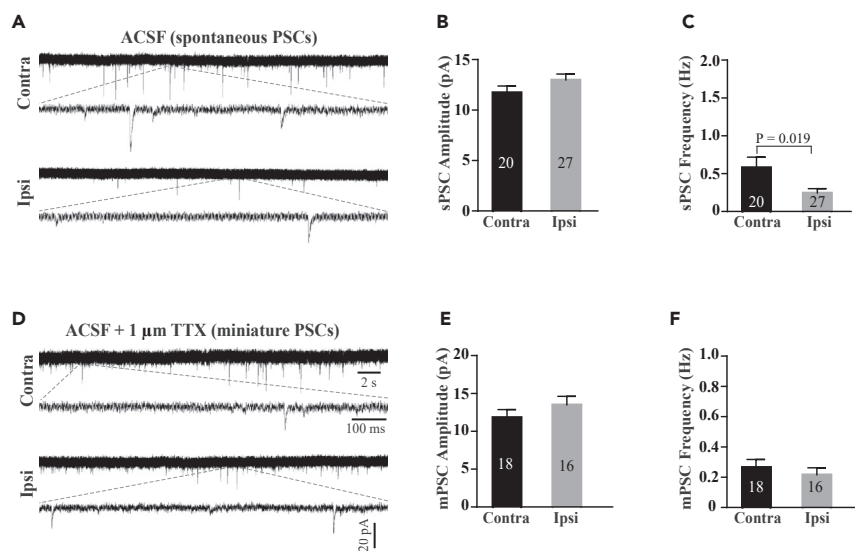 A
ACSF (spontaneous PSCs)
Contra
Ipsi
B
sPSC Amplitude (pA)
15
10
5
0
20
27
Contra Ipsi
C
sPSC Frequency (Hz)
2.0
1.5
1.0
0.5
0
P = 0.019
20
27
Contra Ipsi
D
ACSF + 1 µm TTX (miniature PSCs)
Contra
2 s
100 ms
Ipsi
20 pA
E
mPSC Amplitude (pA)
20
15
10
5
0
18
16
Contra Ipsi
F
mPSC Frequency (Hz)
1.0
0.8
0.6
0.4
0.2
0
18
16
Contra Ipsi